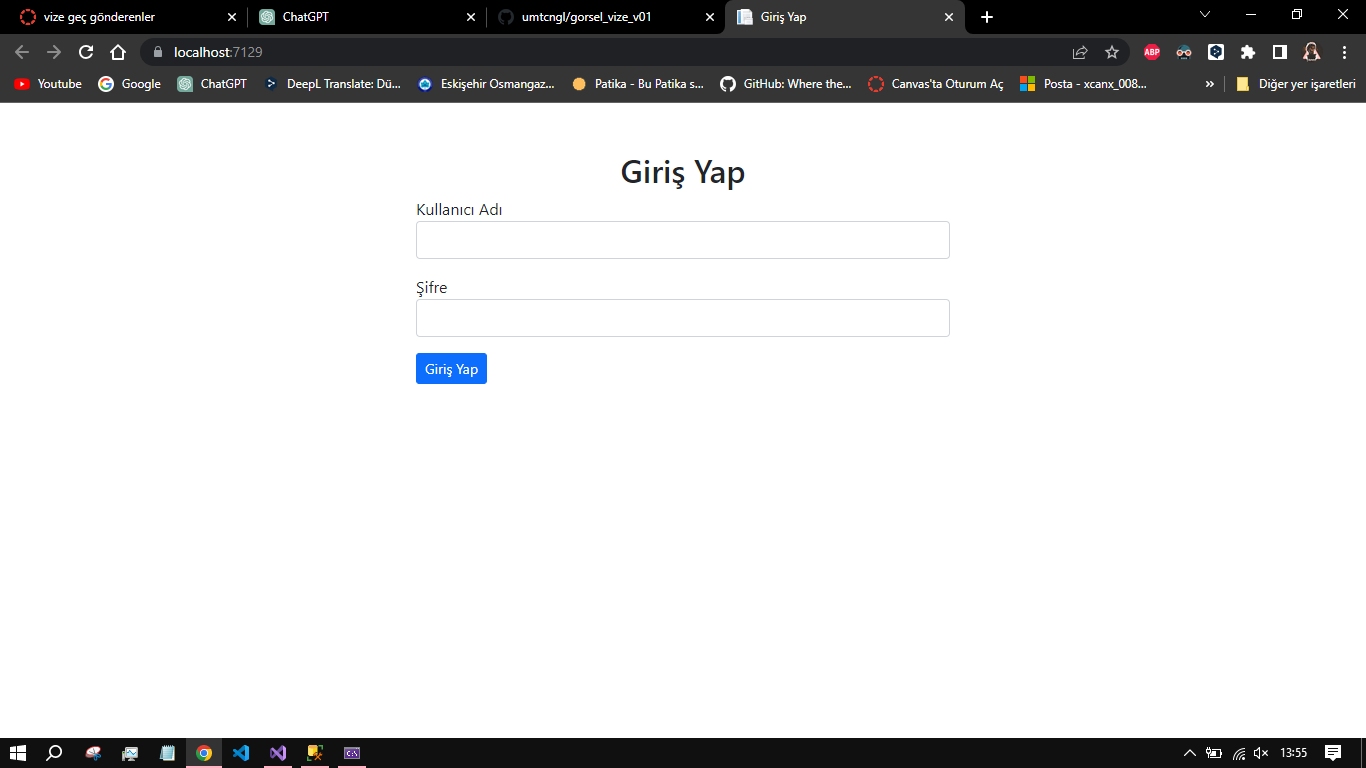 vize geç gönderenler
ChatGPT
umtcngl/gorsel_vize_v01
Giriş Yap
localhost:7129
ABP
Youtube
Google
ChatGPT
DeepL Translate: Dü...
Eskişehir Osmangaz...
Patika - Bu Patika s...
GitHub: Where the...
Canvas'ta Oturum Aç
Posta - xcanx_008...
»
Diğer yer işaretleri
Giriş Yap
Kullanıcı Adı
Şifre
Giriş Yap
13:55